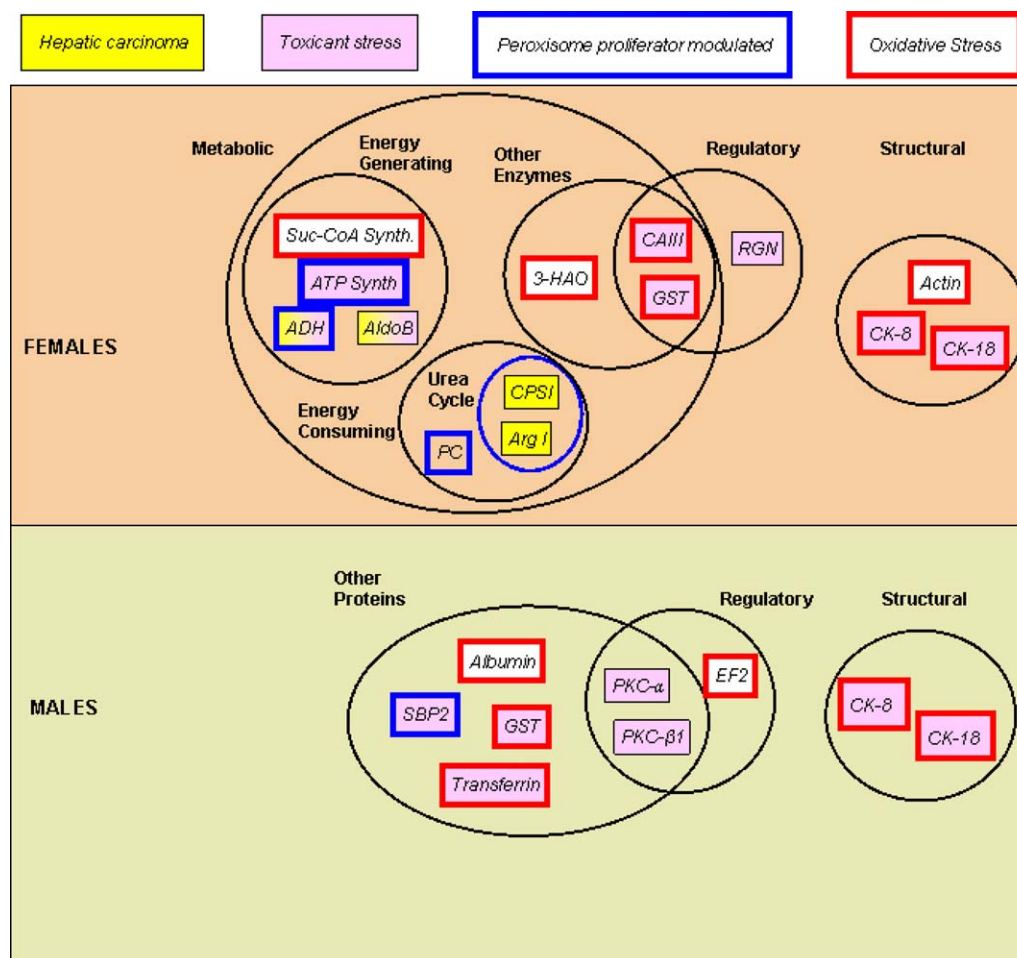 Hepatic carcinoma
Toxicant stress
Peroxisome proliferator modulated
Oxidative Stress
Metabolic
Energy
Generating
Other
Enzymes
Regulatory
Structural
Suc-CoA Synth.
ATP Synth
ADH
AldoB
3-HAO
CAIII
GST
RGN
Actin
CK-8
CK-18
FEMALES
Urea
Cycle
Energy
Consuming
CPSI
Arg I
PC
Other
Proteins
Regulatory
Structural
Albumin
SBP2
GST
Transferrin
PKC-α
PKC-β1
EF2
CK-8
CK-18
MALES